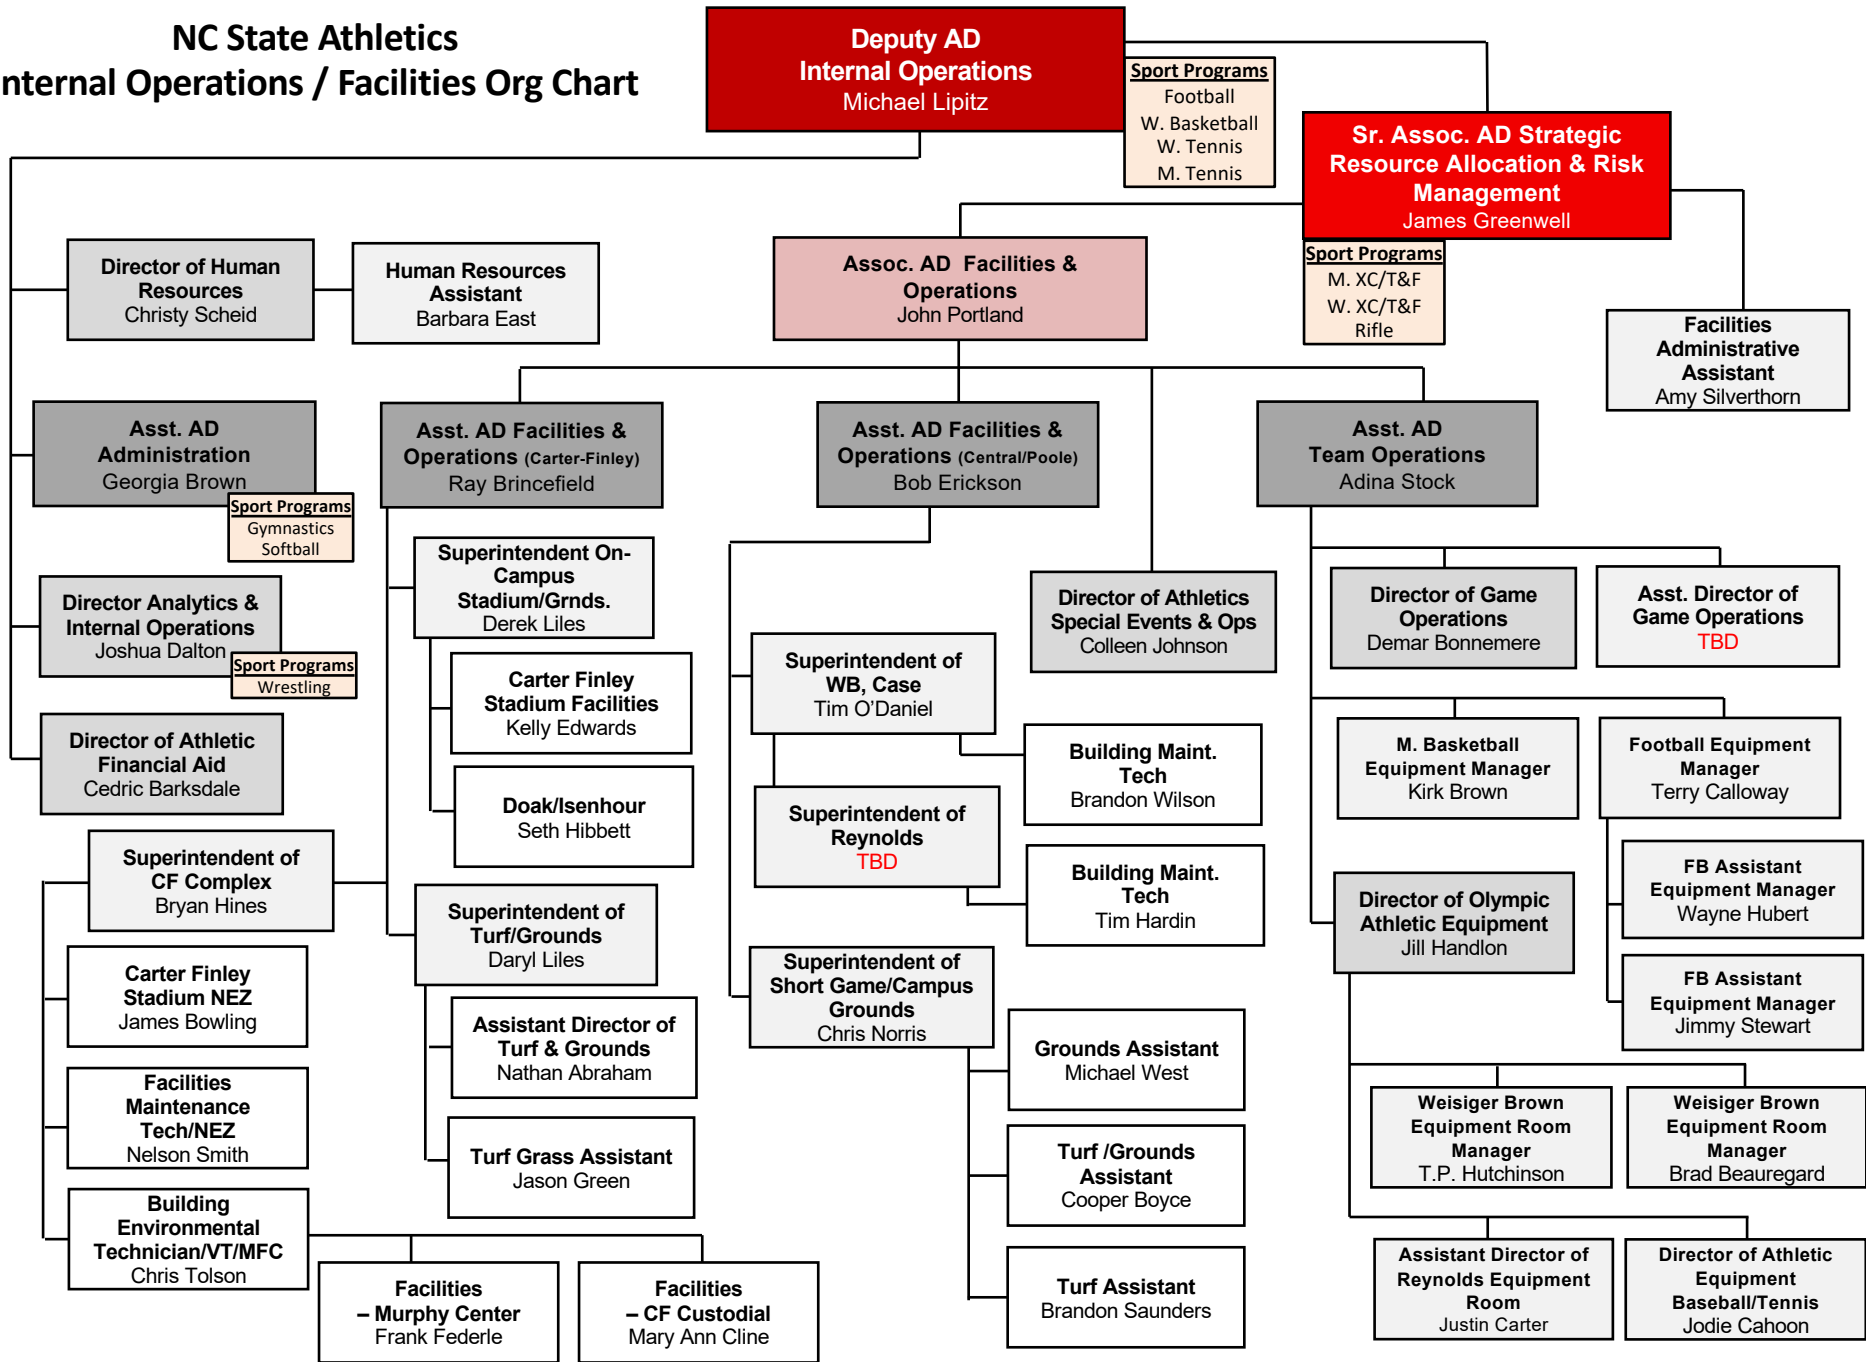 NC State Athletics
nternal Operations / Facilities Org Chart
Deputy AD
Internal Operations
Michael Lipitz
Sport Programs
Football
W. Basketball
W. Tennis
M. Tennis
Sr. Assoc. AD Strategic
Resource Allocation & Risk
Management
James Greenwell
Sport Programs
M. XC/T&F
W. XC/T&F
Rifle
Director of Human
Resources
Christy Scheid
Human Resources
Assistant
Barbara East
Assoc. AD Facilities &
Operations
John Portland
Facilities
Administrative
Assistant
Amy Silverthorn
Asst. AD
Administration
Georgia Brown
Sport Programs
Gymnastics
Softball
Asst. AD Facilities &
Operations (Carter-Finley)
Ray Brincefield
Asst. AD Facilities &
Operations (Central/Poole)
Bob Erickson
Asst. AD
Team Operations
Adina Stock
Director Analytics &
Internal Operations
Joshua Dalton
Sport Programs
Wrestling
Superintendent On-
Campus
Stadium/Grnds.
Derek Liles
Director of Athletics
Special Events & Ops
Colleen Johnson
Director of Game
Operations
Demar Bonnemere
Asst. Director of
Game Operations
TBD
Director of Athletic
Financial Aid
Cedric Barksdale
Carter Finley
Stadium Facilities
Kelly Edwards
Superintendent of
WB, Case
Tim O'Daniel
Building Maint.
Tech
Brandon Wilson
M. Basketball
Equipment Manager
Kirk Brown
Football Equipment
Manager
Terry Calloway
Doak/Isenhour
Seth Hibbett
Superintendent of
Reynolds
TBD
Superintendent of
CF Complex
Bryan Hines
Building Maint.
Tech
Tim Hardin
FB Assistant
Equipment Manager
Wayne Hubert
Superintendent of
Turf/Grounds
Daryl Liles
Director of Olympic
Athletic Equipment
Jill Handlon
Carter Finley
Stadium NEZ
James Bowling
Superintendent of
Short Game/Campus
Grounds
Chris Norris
FB Assistant
Equipment Manager
Jimmy Stewart
Assistant Director of
Turf & Grounds
Nathan Abraham
Grounds Assistant
Michael West
Facilities
Maintenance
Tech/NEZ
Nelson Smith
Weisiger Brown
Equipment Room
Manager
T.P. Hutchinson
Weisiger Brown
Equipment Room
Manager
Brad Beauregard
Turf Grass Assistant
Jason Green
Turf /Grounds
Assistant
Cooper Boyce
Building
Environmental
Technician/VT/MFC
Chris Tolson
Facilities
– Murphy Center
Frank Federle
Facilities
– CF Custodial
Mary Ann Cline
Turf Assistant
Brandon Saunders
Assistant Director of
Reynolds Equipment
Room
Justin Carter
Director of Athletic
Equipment
Baseball/Tennis
Jodie Cahoon